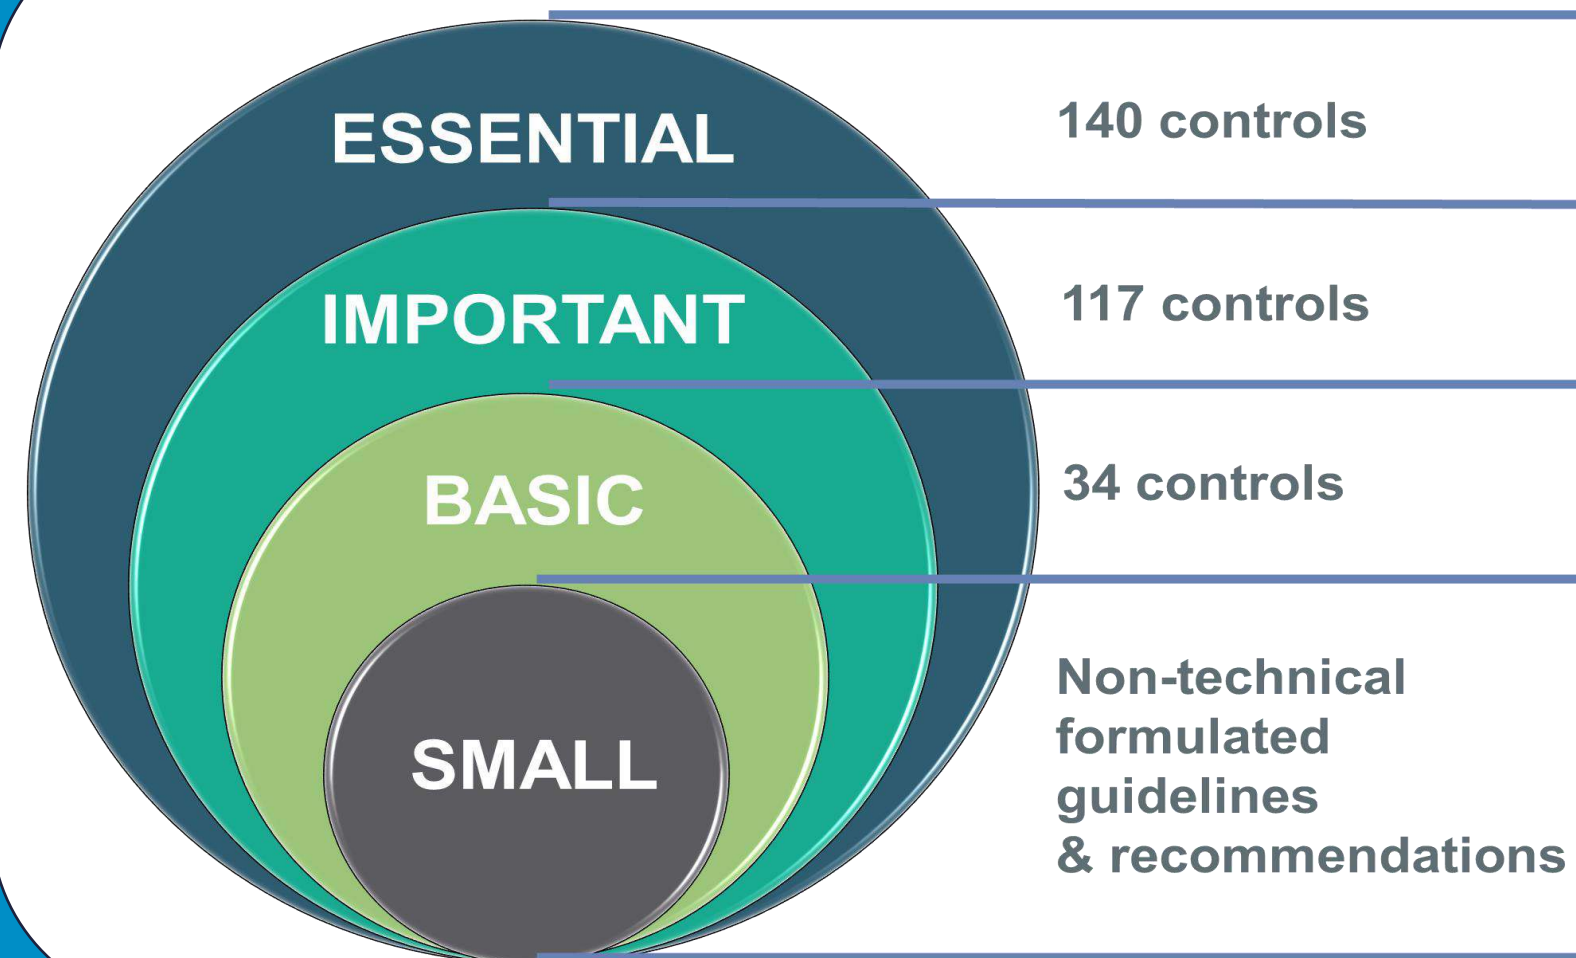 ESSENTIAL
140 controls
IMPORTANT
117 controls
BASIC
34 controls
SMALL
Non-technical
formulated
guidelines
& recommendations